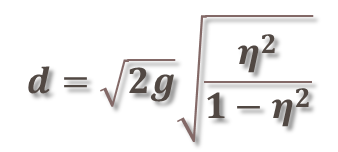 d = √2g √(η²/(1 − η²))